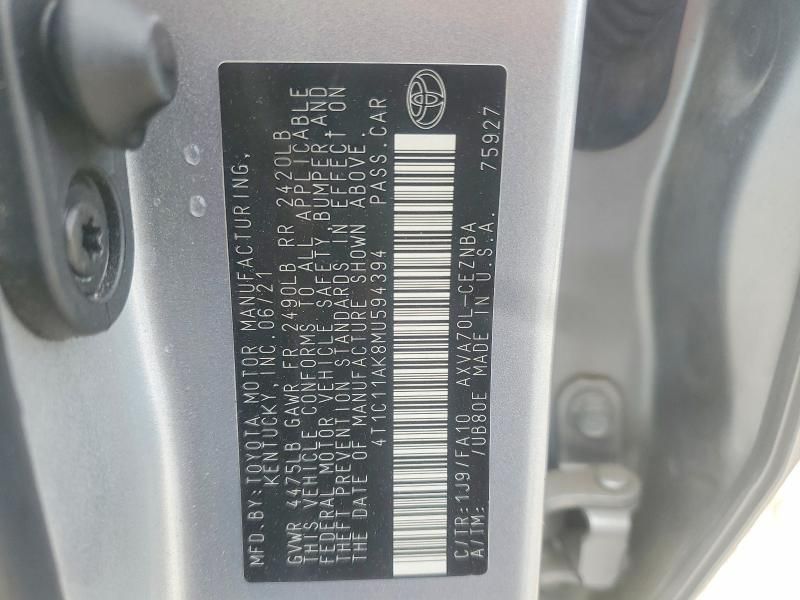 MFD. BY: TOYOTA MOTOR MANUFACTURING,
KENTUCKY, INC. 06/21
GVWR 4475LB GAWR FR 2490LB RR 2420LB
THIS VEHICLE CONFORMS TO ALL APPLICABLE
FEDERAL MOTOR VEHICLE SAFETY, BUMPER AND
THEFT PREVENTION STANDARDS IN EFFECT ON
THE DATE OF MANUFACTURE SHOWN ABOVE.
4T1C11AK8MU594394 PASS. CAR
C/TR: 1J9/FA10 AXVA70L-CEZNBA
A/TM: /UB80E MADE IN U.S.A. 75927